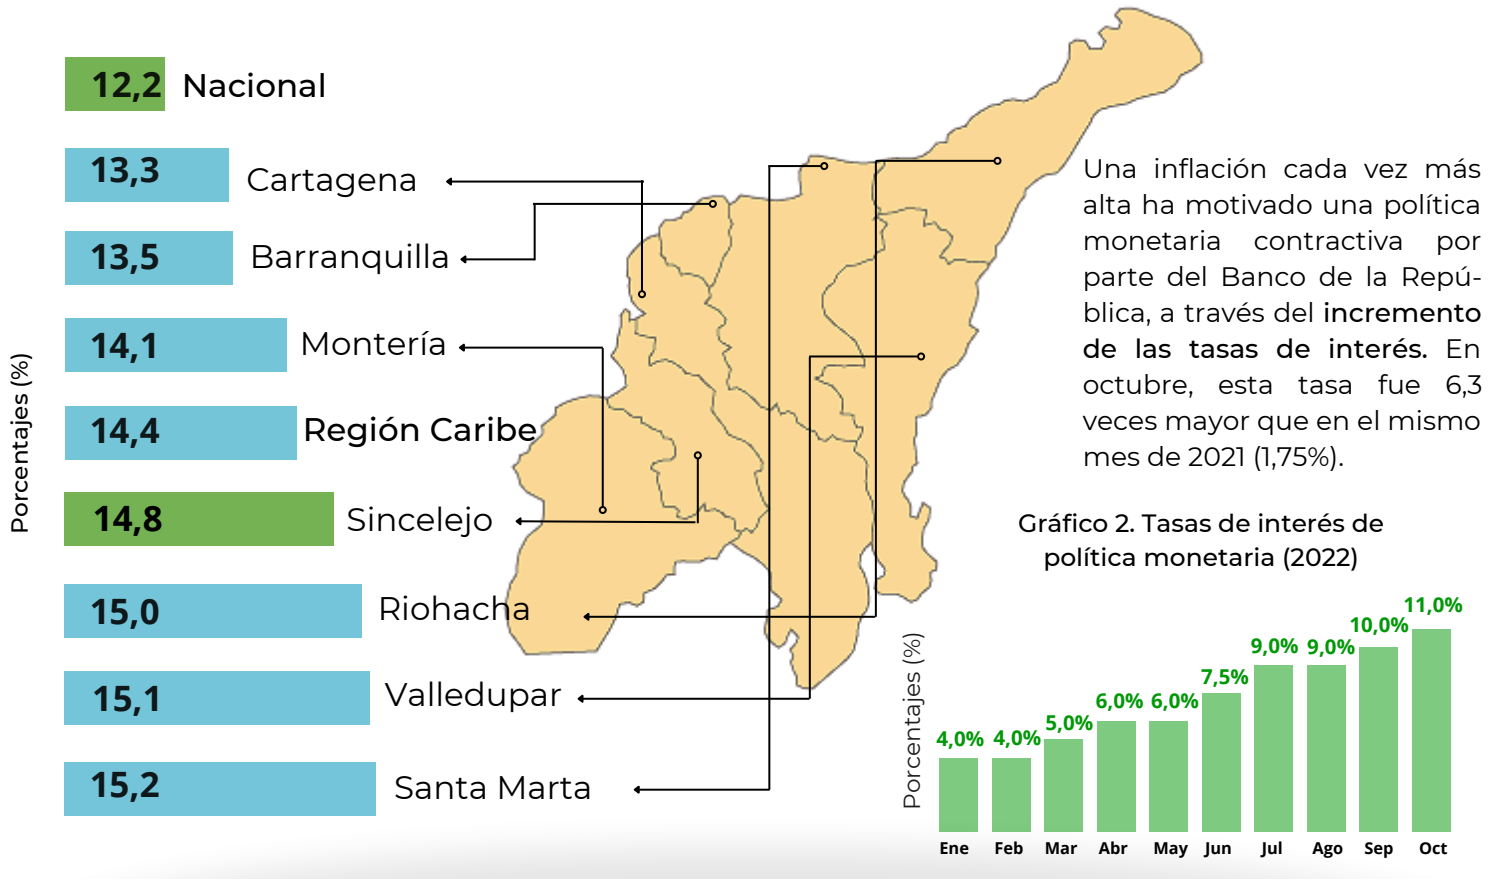 Porcentajes (%)
12,2 Nacional
13,3 Cartagena
13,5 Barranquilla
14,1 Montería
14,4 Región Caribe
14,8 Sincelejo
15,0 Riohacha
15,1 Valledupar
15,2 Santa Marta
Una inflación cada vez más
alta ha motivado una política
monetaria contractiva por
parte del Banco de la Repú-
blica, a través del incremento
de las tasas de interés. En
octubre, esta tasa fue 6,3
veces mayor que en el mismo
mes de 2021 (1,75%).
Gráfico 2. Tasas de interés de
política monetaria (2022)
Porcentajes (%)
4,0% 4,0% 5,0% 6,0% 6,0% 7,5% 9,0% 9,0% 10,0% 11,0%
Ene Feb Mar Abr May Jun Jul Ago Sep Oct